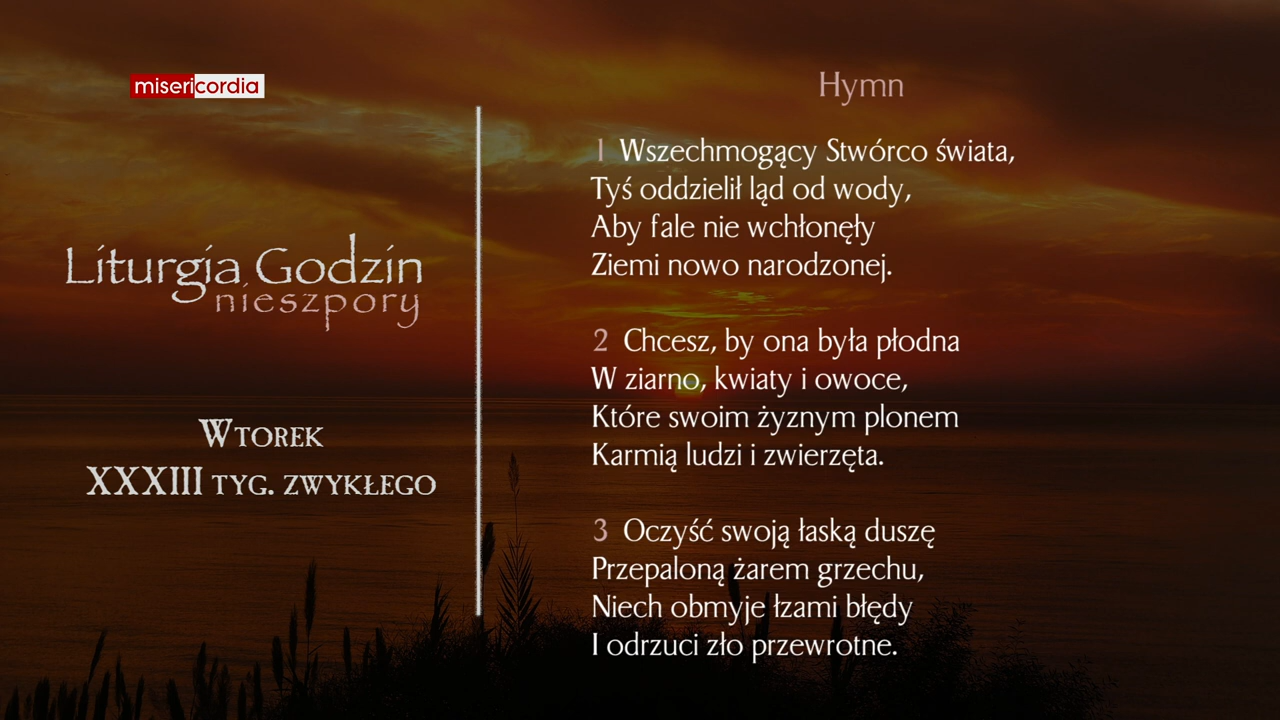 misericordia
Liturgia Godzin
nieszpory
Wtorek
XXXIII tyg. zwykłego
Hymn
1 Wszechmogący Stwórco świata,
Tyś oddzielił ląd od wody,
Aby fale nie wchłonęły
Ziemi nowo narodzonej.
2 Chcesz, by ona była płodna
W ziarno, kwiaty i owoce,
Które swoim żyznym plonem
Karmią ludzi i zwierzęta.
3 Oczyść swoją łaską duszę
Przepaloną żarem grzechu,
Niech obmyje łzami błędy
I odrzuci zło przewrotne.